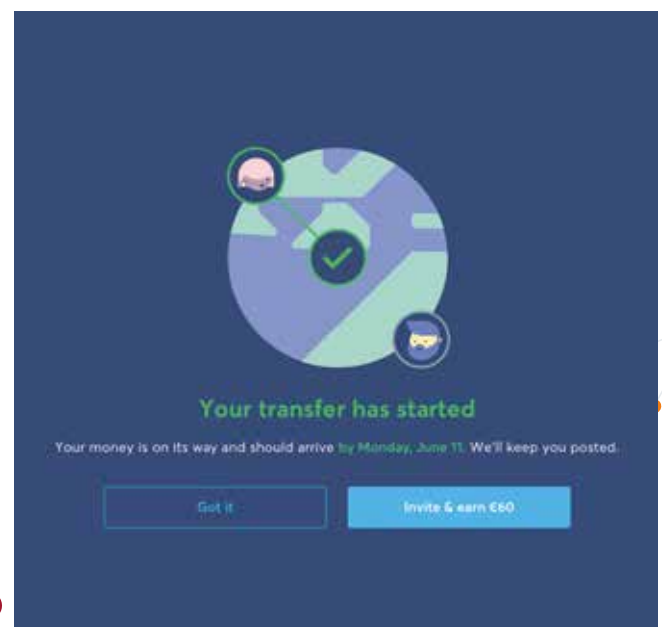 Your transfer has started
Your money is on its way and should arrive by Monday, June 11. We'll keep you posted.
Got it
Invite & earn €60